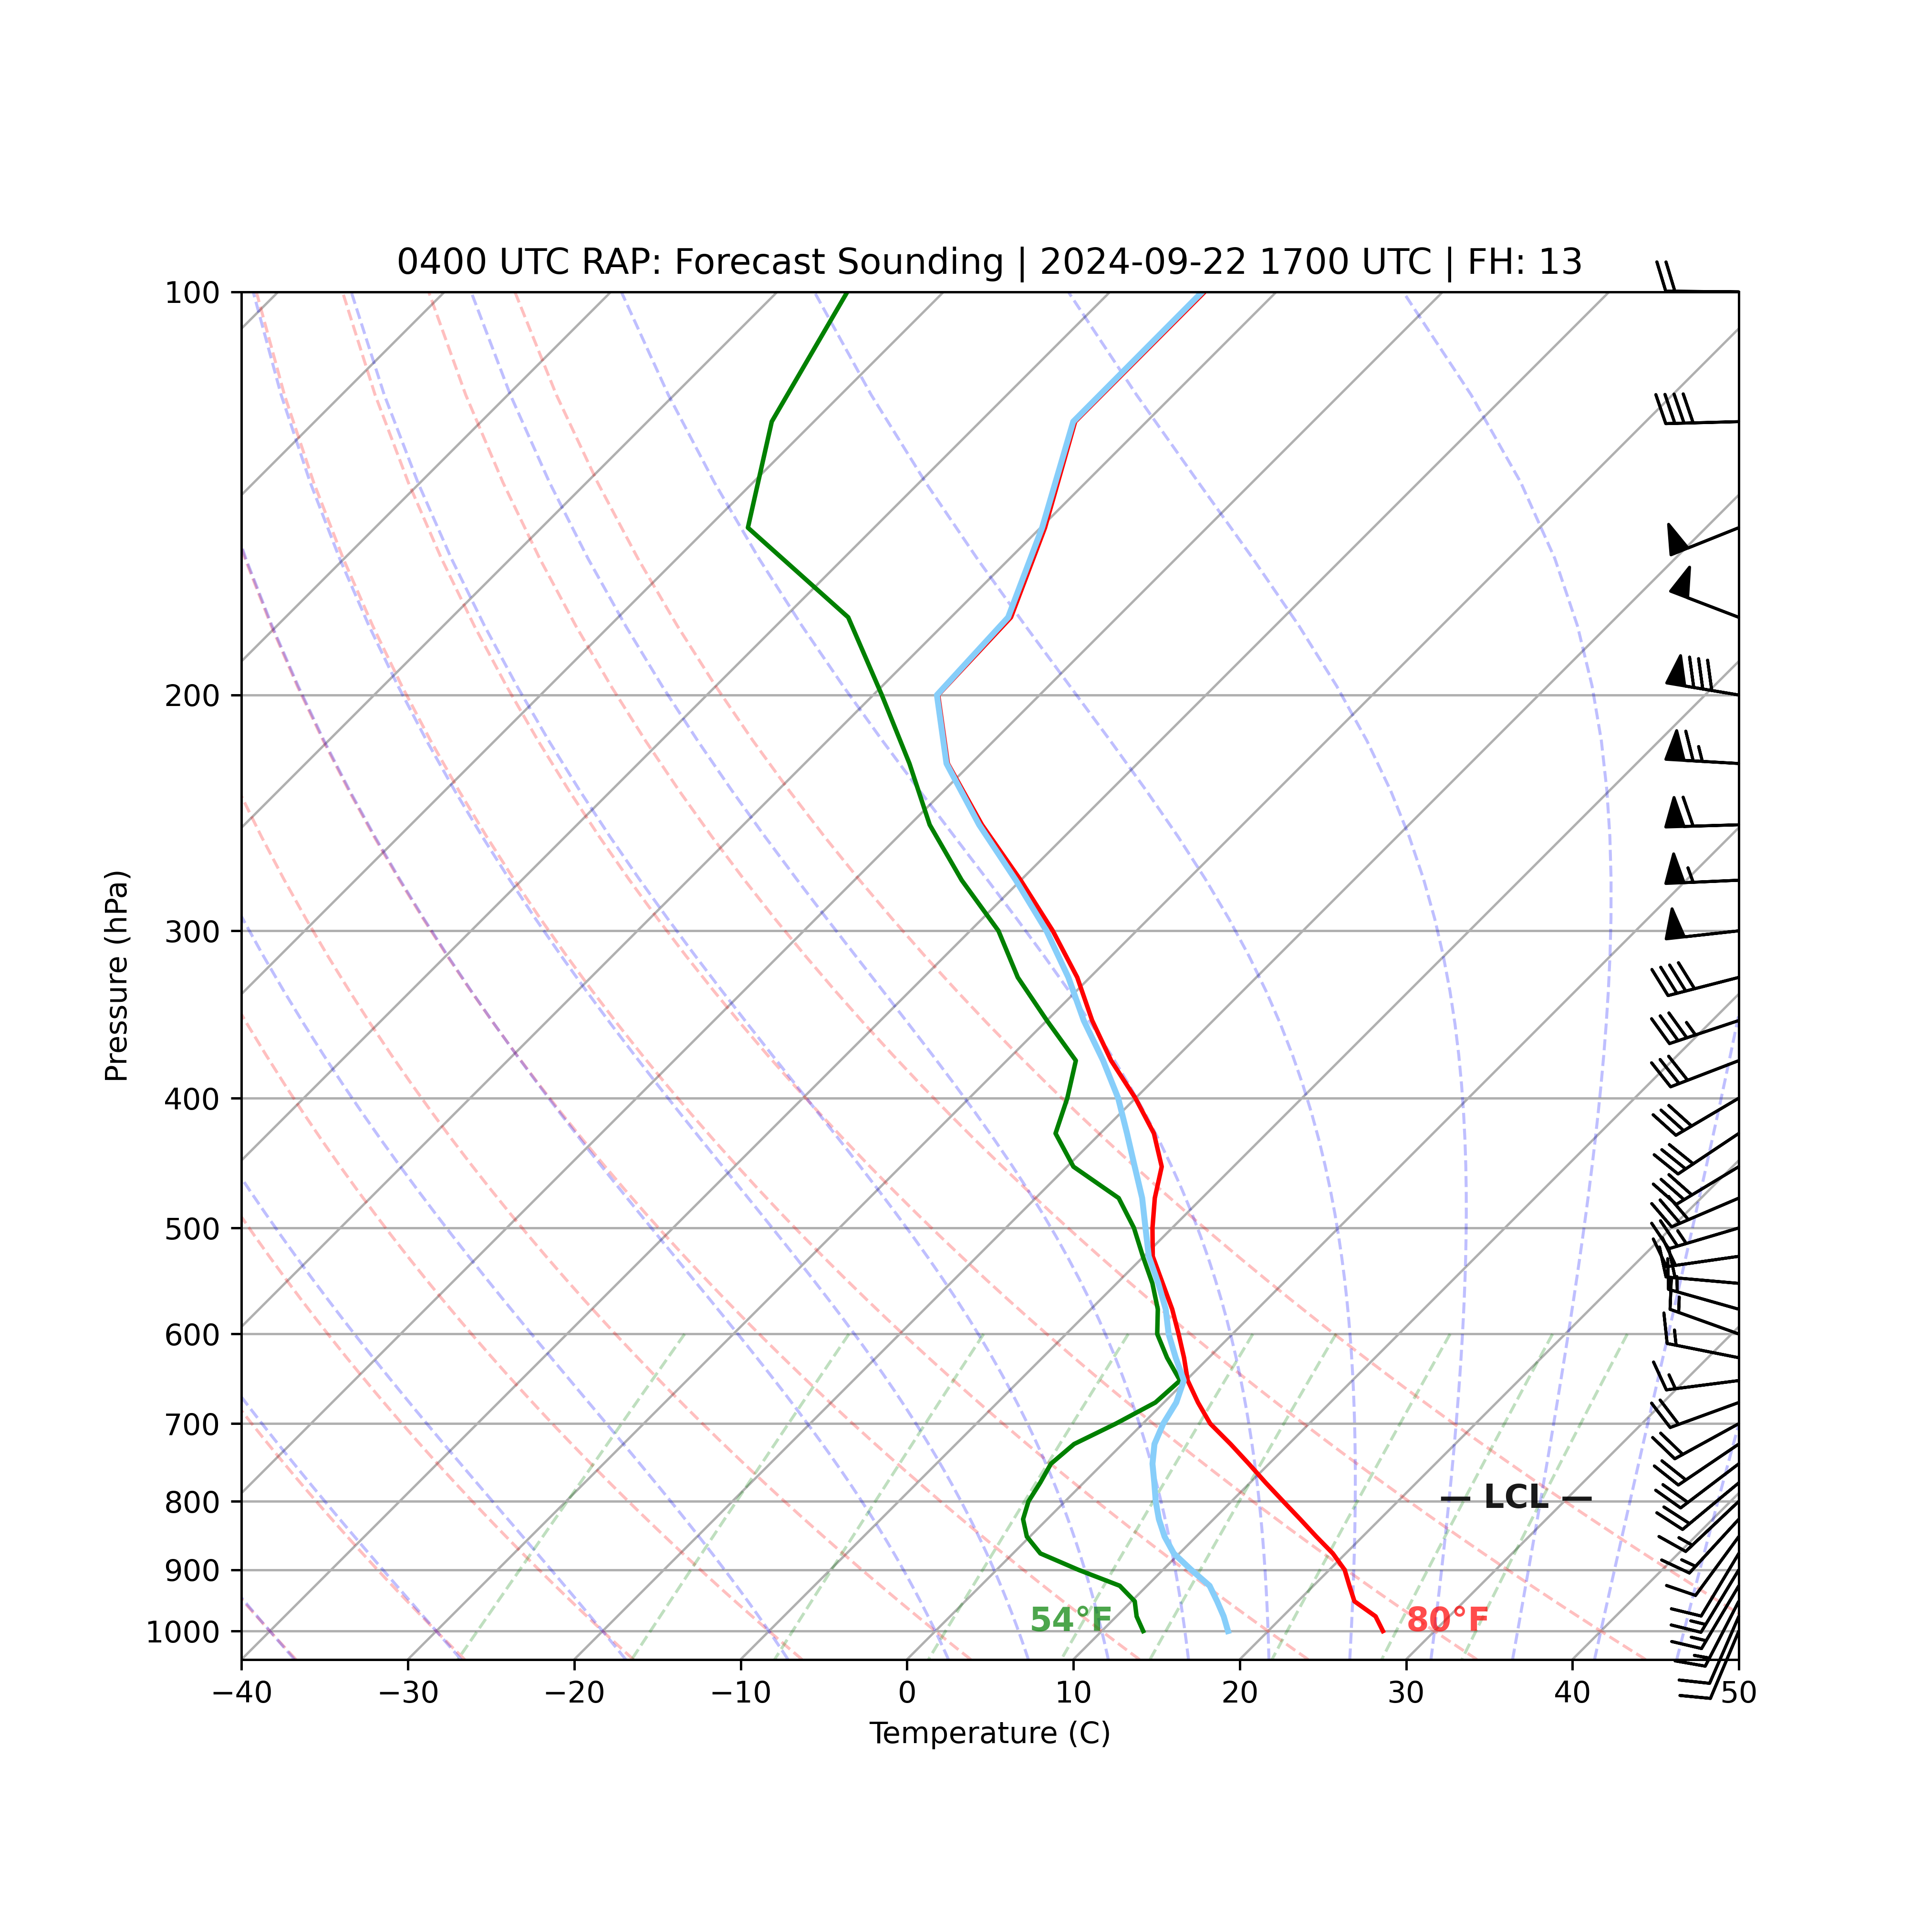 0400 UTC RAP: Forecast Sounding | 2024-09-22 1700 UTC | FH: 13
100
200
300
400
500
600
700
800
900
1000
Pressure (hPa)
— LCL —
54°F
80°F
−40 −30 −20 −10 0 10 20 30 40 50
Temperature (C)